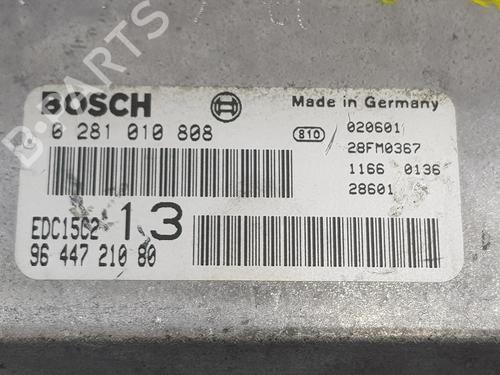 BOSCH
Made in Germany
0 281 010 808
810
020601
28FM0367
1166 0136
28601
EDC15C2 13
96 447 210 80
B-PARTS